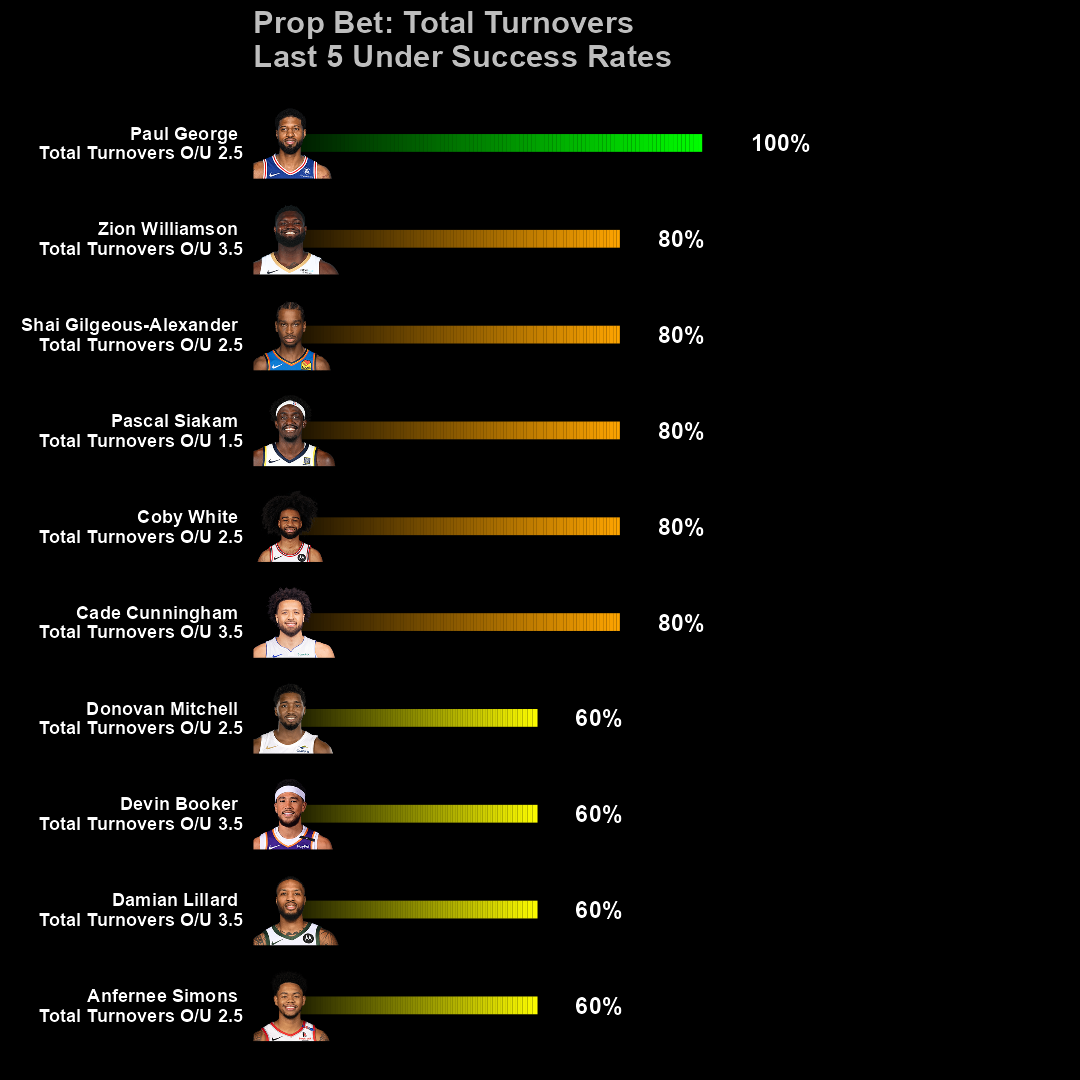 Prop Bet: Total Turnovers
Last 5 Under Success Rates
Paul George
Total Turnovers O/U 2.5
100%
Zion Williamson
Total Turnovers O/U 3.5
80%
Shai Gilgeous-Alexander
Total Turnovers O/U 2.5
80%
Pascal Siakam
Total Turnovers O/U 1.5
80%
Coby White
Total Turnovers O/U 2.5
80%
Cade Cunningham
Total Turnovers O/U 3.5
80%
Donovan Mitchell
Total Turnovers O/U 2.5
60%
Devin Booker
Total Turnovers O/U 3.5
60%
Damian Lillard
Total Turnovers O/U 3.5
60%
Anfernee Simons
Total Turnovers O/U 2.5
60%